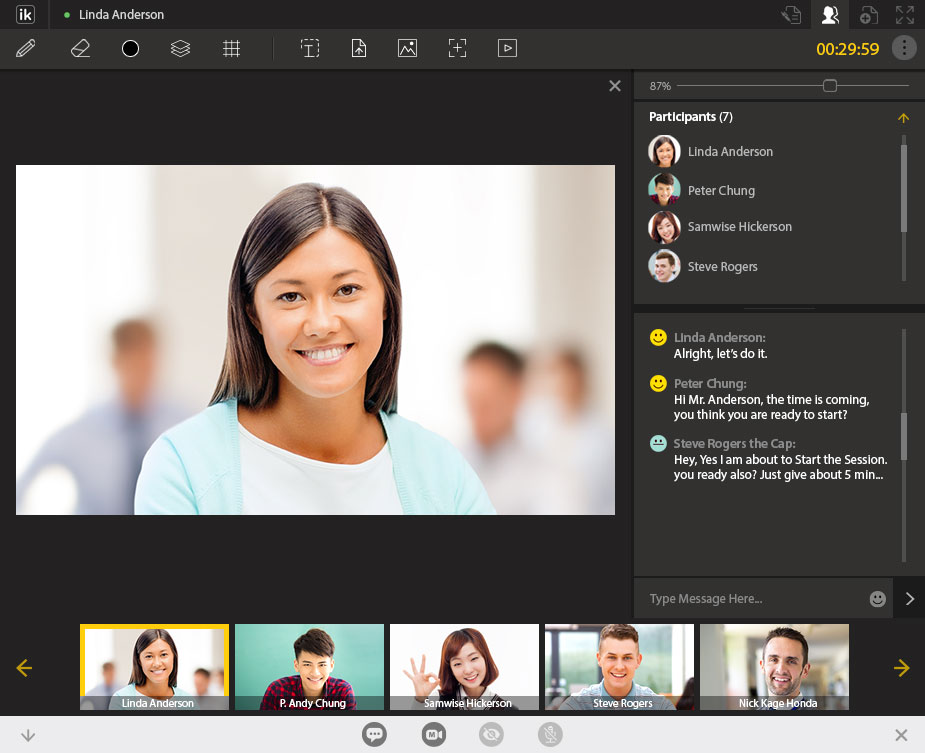 ik
Linda Anderson
00:29:59
87%
Participants (7)
Linda Anderson
Peter Chung
Samwise Hickerson
Steve Rogers
Linda Anderson:
Alright, let's do it.
Peter Chung:
Hi Mr. Anderson, the time is coming,
you think you are ready to start?
Steve Rogers the Cap:
Hey, Yes I am about to Start the Session.
you ready also? Just give about 5 min...
Type Message Here...
Linda Anderson
P. Andy Chung
Samwise Hickerson
Steve Rogers
Nick Kage Honda